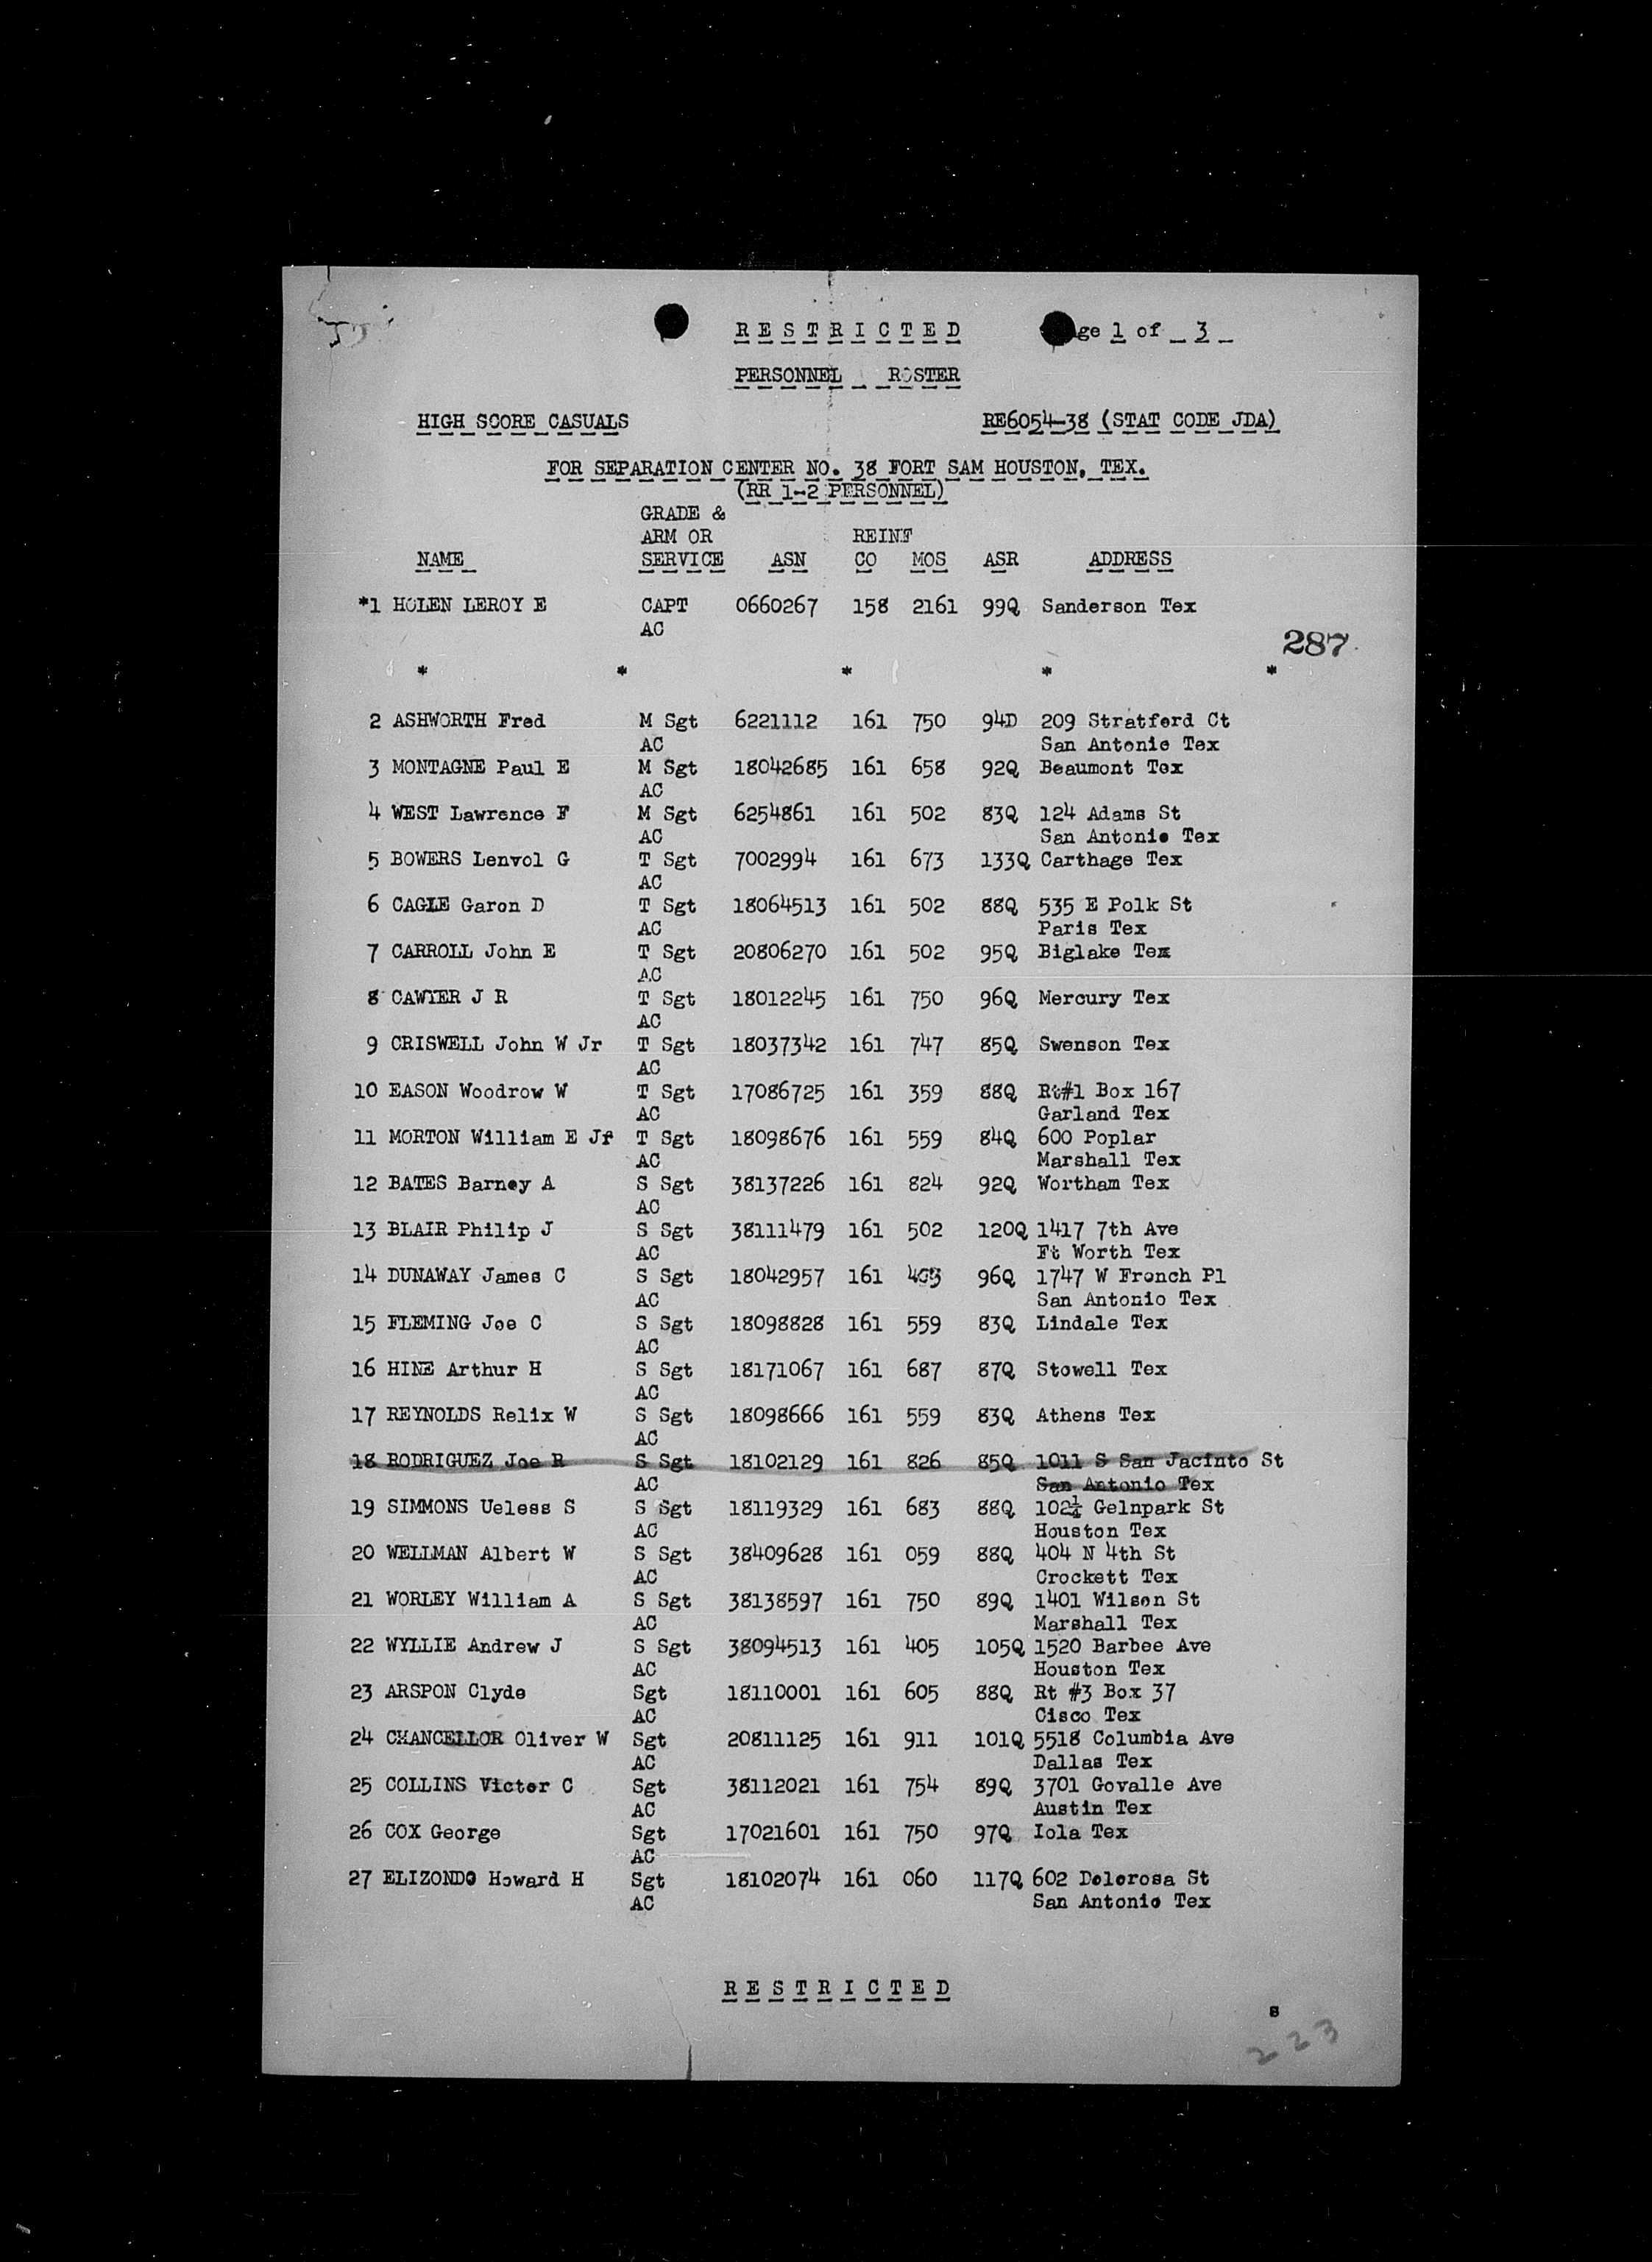 RESTRICTED ge 1 of 3
PERSONNEL ROSTER
HIGH SCORE CASUALS RE6054-38 (STAT CODE JDA)
FOR SEPARATION CENTER NO. 38 FORT SAM HOUSTON, TEX.
(RR 1-2 PERSONNEL)
GRADE &
ARM OR REINF
NAME SERVICE ASN CO MOS ASR ADDRESS
*1 HOLEN LEROY E CAPT 0660267 158 2161 99Q Sanderson Tex
AC
287
* * * * *
2 ASHWORTH Fred M Sgt 6221112 161 750 94D 209 Stratford Ct
AC San Antonio Tex
3 MONTAGNE Paul E M Sgt 18042685 161 658 92Q Beaumont Tex
AC
4 WEST Lawrence F M Sgt 6254861 161 502 83Q 124 Adams St
AC San Antonio Tex
5 BOWERS Lenvol G T Sgt 7002994 161 673 133Q Carthage Tex
AC
6 CAGLE Garon D T Sgt 18064513 161 502 88Q 535 E Polk St
AC Paris Tex
7 CARROLL John E T Sgt 20806270 161 502 95Q Biglake Tex
AC
8 CAWYER J R T Sgt 18012245 161 750 96Q Mercury Tex
AC
9 CRISWELL John W Jr T Sgt 18037342 161 747 85Q Swenson Tex
AC
10 EASON Woodrow W T Sgt 17086725 161 359 88Q Rt#1 Box 167
AC Garland Tex
11 MORTON William E Jr T Sgt 18098676 161 559 84Q 600 Poplar
AC Marshall Tex
12 BATES Barney A S Sgt 38137226 161 824 92Q Wortham Tex
AC
13 BLAIR Philip J S Sgt 38111479 161 502 120Q 1417 7th Ave
AC Ft Worth Tex
14 DUNAWAY James C S Sgt 18042957 161 96Q 1747 W French Pl
AC San Antonio Tex
15 FLEMING Joe C S Sgt 18098828 161 559 83Q Lindale Tex
AC
16 HINE Arthur H S Sgt 18171067 161 687 87Q Stowell Tex
AC
17 REYNOLDS Relix W S Sgt 18098666 161 559 83Q Athens Tex
AC
18 RODRIGUEZ Joe R S Sgt 18102129 161 826 85Q 1011 S San Jacinto St
AC San Antonio Tex
19 SIMMONS Ueless S S Sgt 18119329 161 683 88Q 102½ Gelnpark St
AC Houston Tex
20 WELLMAN Albert W S Sgt 38409628 161 059 88Q 404 N 4th St
AC Crockett Tex
21 WORLEY William A S Sgt 38138597 161 750 89Q 1401 Wilson St
AC Marshall Tex
22 WYLLIE Andrew J S Sgt 38094513 161 405 105Q 1520 Barbee Ave
AC Houston Tex
23 ARSPON Clyde Sgt 18110001 161 605 88Q Rt #3 Box 37
AC Cisco Tex
24 CHANCELLOR Oliver W Sgt 20811125 161 911 101Q 5518 Columbia Ave
AC Dallas Tex
25 COLLINS Victor C Sgt 38112021 161 754 89Q 3701 Govalle Ave
AC Austin Tex
26 COX George Sgt 17021601 161 750 97Q Iola Tex
AC
27 ELIZONDO Howard H Sgt 18102074 161 060 117Q 602 Dolorosa St
AC San Antonio Tex
RESTRICTED
s
223